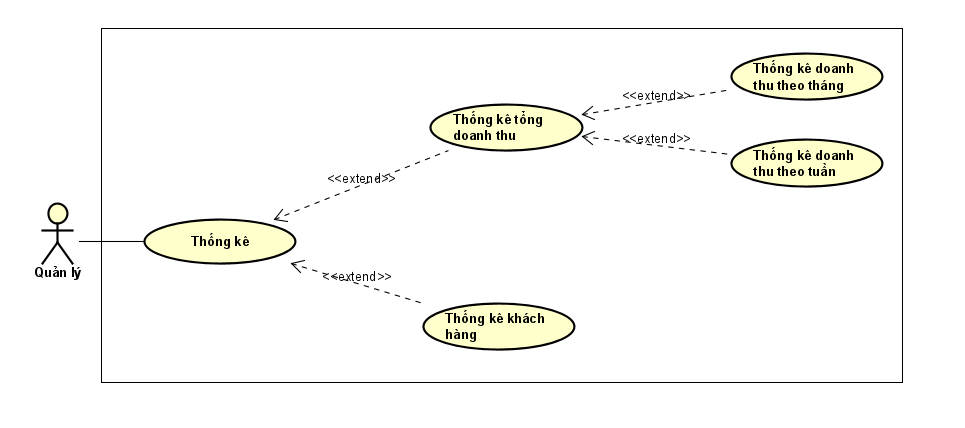 Thống kê doanh
thu theo tháng
<<extend>>
Thống kê tổng
doanh thu
<<extend>>
Thống kê doanh
thu theo tuần
<<extend>>
Thống kê
Quản lý
<<extend>>
Thống kê khách
hàng